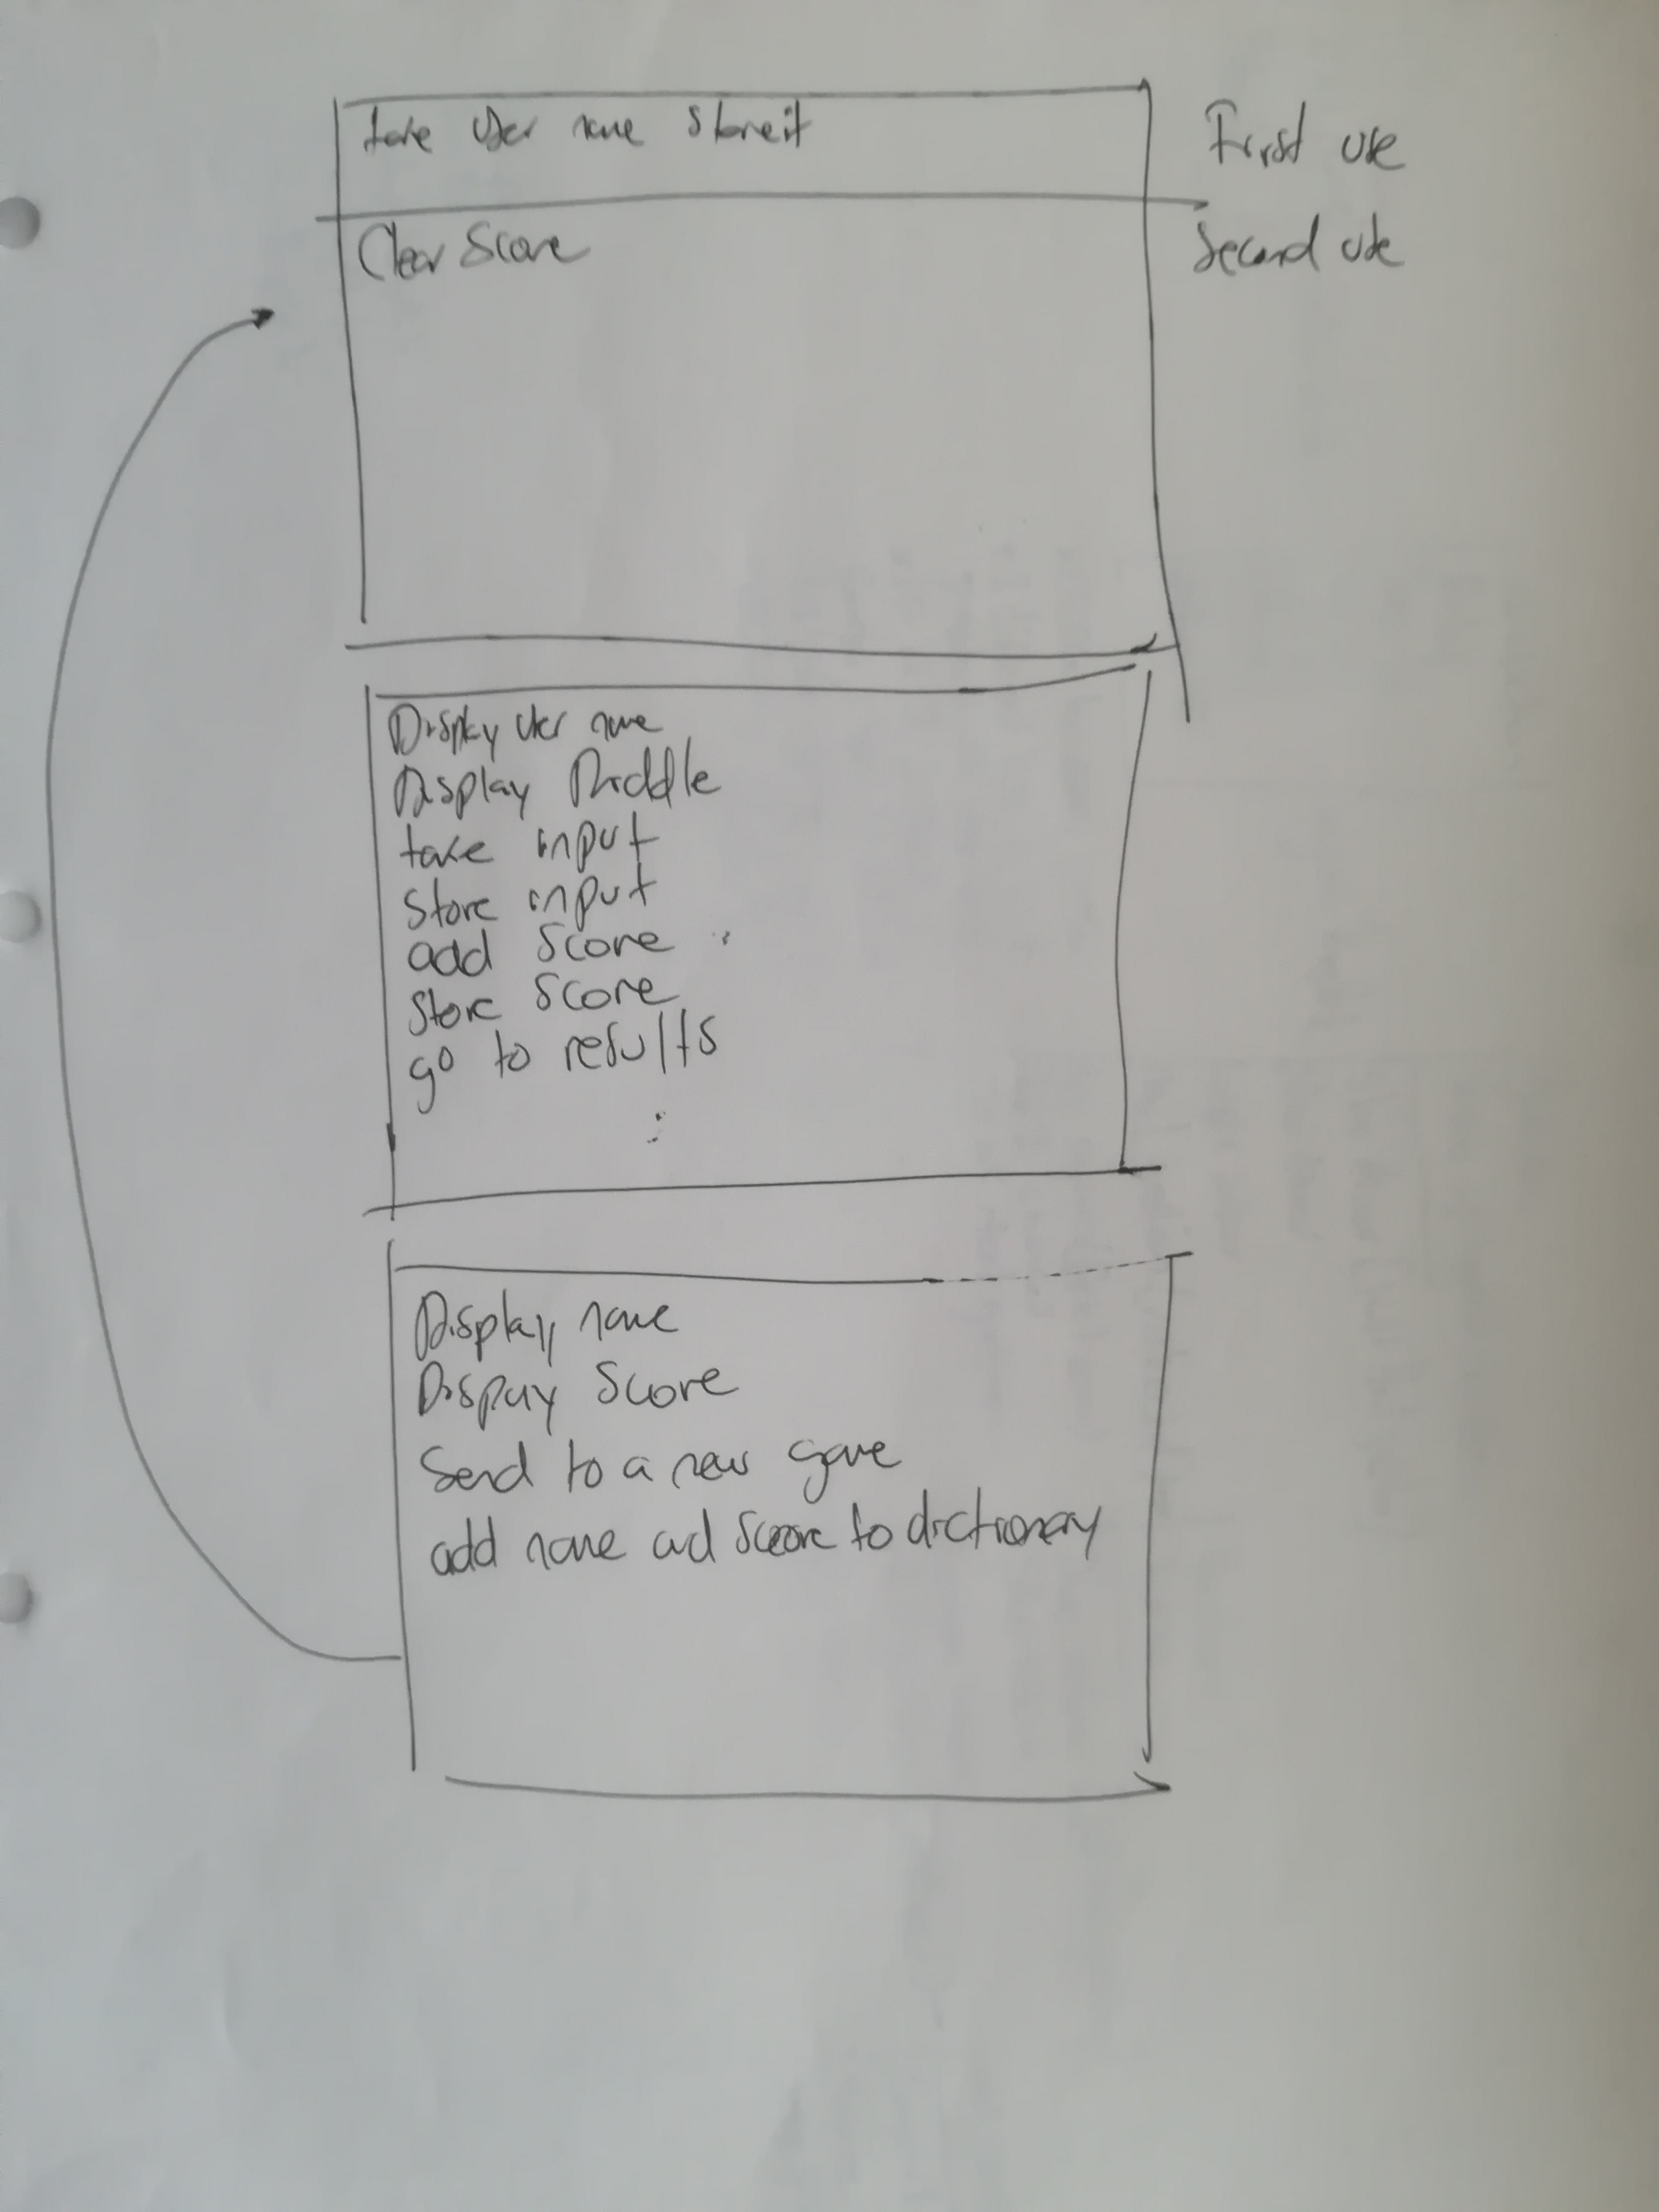 take user name store it
First use
Clear Score
Second use
Display user name
Display Riddle
take input
store input
add score
store score
go to results
Display name
Display Score
Send to a new game
add name and score to dictionary